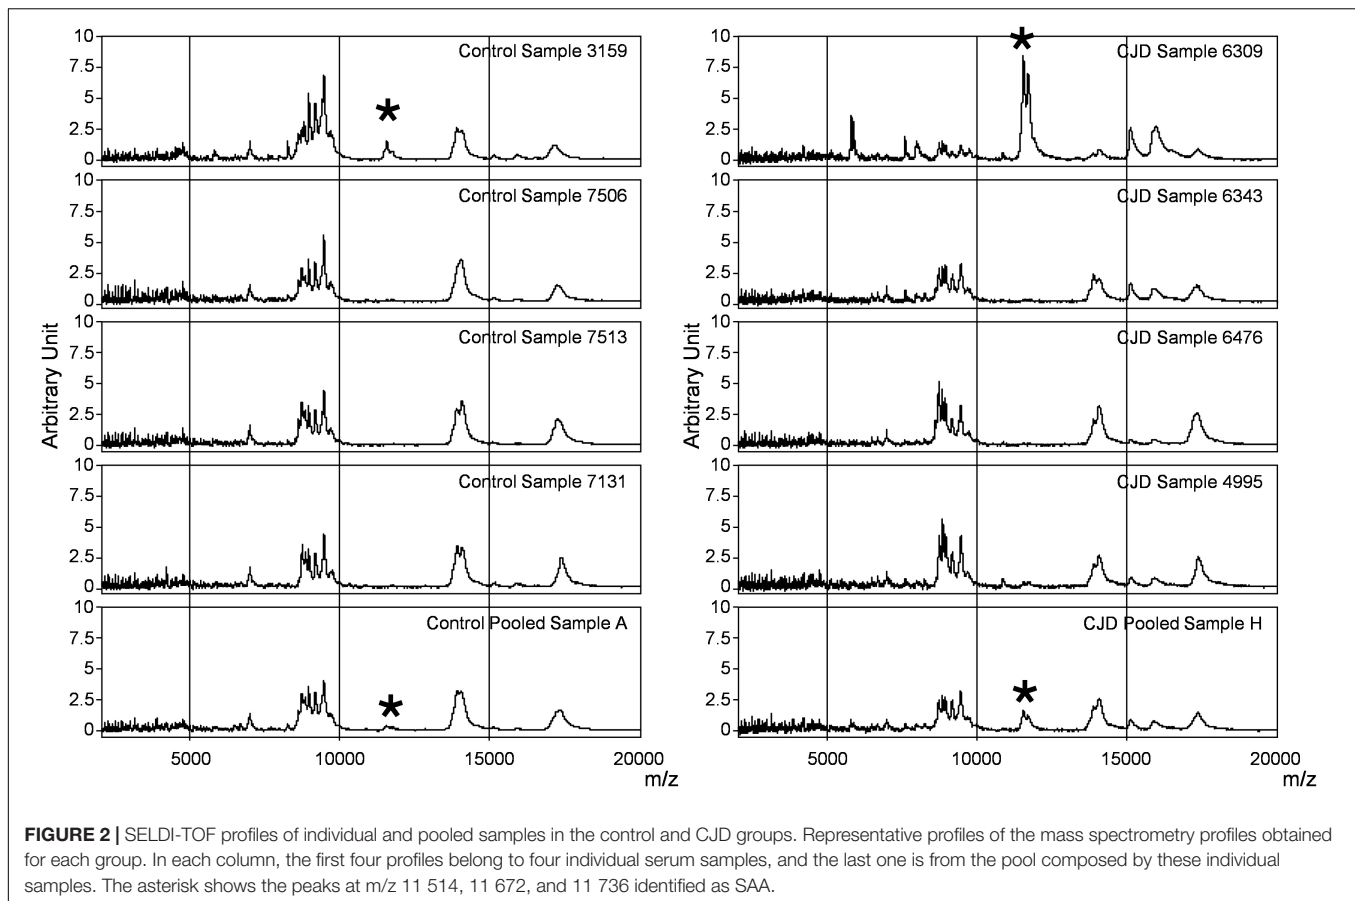 10
7.5
5
2.5
0
Control Sample 3159
*
10
7.5
5
2.5
0
Control Sample 7506
10
7.5
5
2.5
0
Control Sample 7513
10
7.5
5
2.5
0
Control Sample 7131
10
7.5
5
2.5
0
Control Pooled Sample A
*
Arbitrary Unit
5000 10000 15000 20000
m/z
10
7.5
5
2.5
0
CJD Sample 6309
*
10
7.5
5
2.5
0
CJD Sample 6343
10
7.5
5
2.5
0
CJD Sample 6476
10
7.5
5
2.5
0
CJD Sample 4995
10
7.5
5
2.5
0
CJD Pooled Sample H
*
Arbitrary Unit
5000 10000 15000 20000
m/z
FIGURE 2 | SELDI-TOF profiles of individual and pooled samples in the control and CJD groups. Representative profiles of the mass spectrometry profiles obtained
for each group. In each column, the first four profiles belong to four individual serum samples, and the last one is from the pool composed by these individual
samples. The asterisk shows the peaks at m/z 11 514, 11 672, and 11 736 identified as SAA.